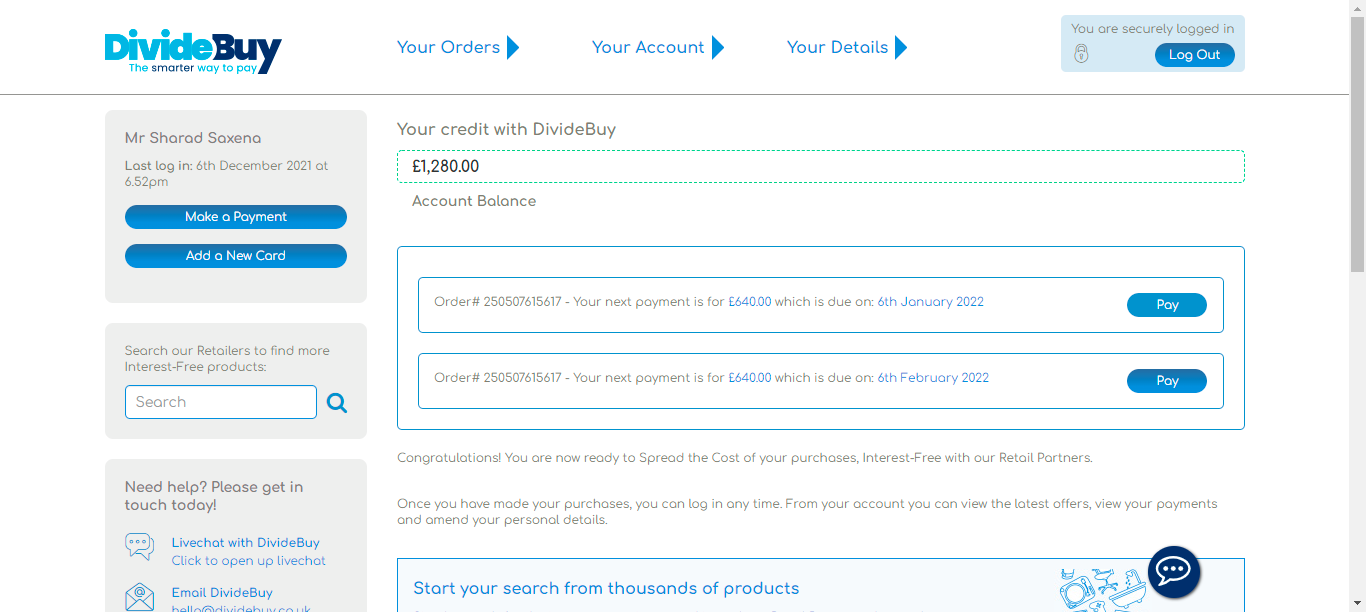 DivideBuy
The smarter way to pay
Your Orders
Your Account
Your Details
You are securely logged in
Log Out
Mr Sharad Saxena
Last log in: 6th December 2021 at
6.52pm
Make a Payment
Add a New Card
Search our Retailers to find more
Interest-Free products:
Search
Need help? Please get in
touch today!
Livechat with DivideBuy
Click to open up livechat
Email DivideBuy
hello@dividebuy.co.uk
Your credit with DivideBuy
£1,280.00
Account Balance
Order# 250507615617 - Your next payment is for £640.00 which is due on: 6th January 2022
Pay
Order# 250507615617 - Your next payment is for £640.00 which is due on: 6th February 2022
Pay
Congratulations! You are now ready to Spread the Cost of your purchases, Interest-Free with our Retail Partners.
Once you have made your purchases, you can log in any time. From your account you can view the latest offers, view your payments
and amend your personal details.
Start your search from thousands of products